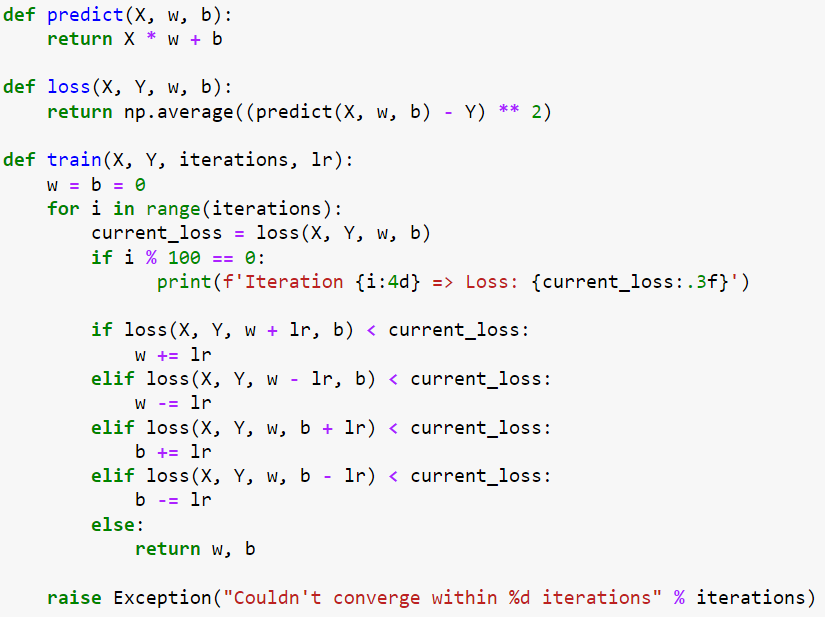 def predict(X, w, b):
    return X * w + b

def loss(X, Y, w, b):
    return np.average((predict(X, w, b) - Y) ** 2)

def train(X, Y, iterations, lr):
    w = b = 0
    for i in range(iterations):
        current_loss = loss(X, Y, w, b)
        if i % 100 == 0:
              print(f'Iteration {i:4d} => Loss: {current_loss:.3f}')

        if loss(X, Y, w + lr, b) < current_loss:
            w += lr
        elif loss(X, Y, w - lr, b) < current_loss:
            w -= lr
        elif loss(X, Y, w, b + lr) < current_loss:
            b += lr
        elif loss(X, Y, w, b - lr) < current_loss:
            b -= lr
        else:
            return w, b

    raise Exception("Couldn't converge within %d iterations" % iterations)